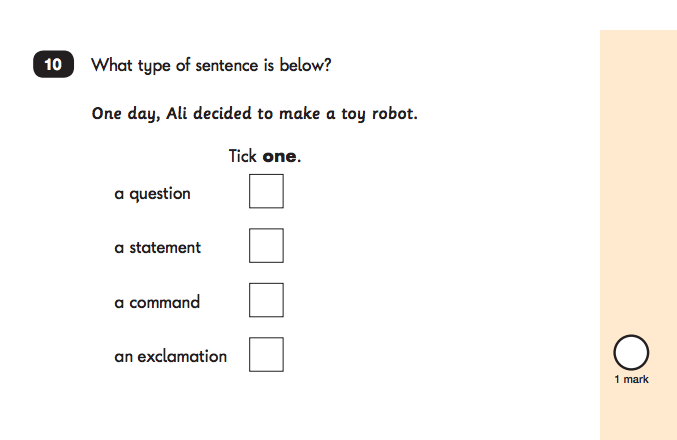 10 What type of sentence is below?
One day, Ali decided to make a toy robot.
Tick one.
a question
a statement
a command
an exclamation
1 mark